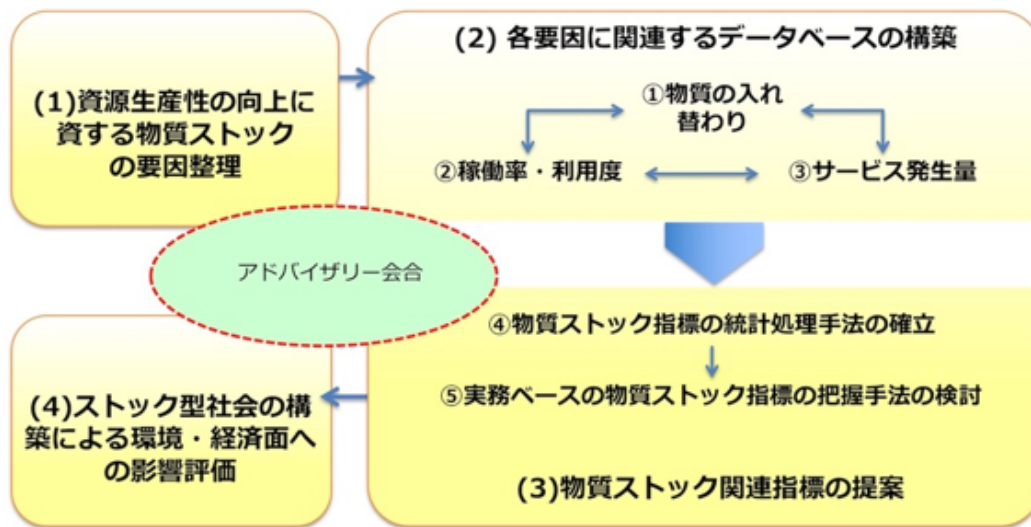 (1)資源生産性の向上に
資する物質ストック
の要因整理
(2) 各要因に関連するデータベースの構築
①物質の入れ
替わり
②稼働率・利用度
③サービス発生量
アドバイザリー会合
④物質ストック指標の統計処理手法の確立
⑤実務ベースの物質ストック指標の把握手法の検討
(3)物質ストック関連指標の提案
(4)ストック型社会の構
築による環境・経済面へ
の影響評価